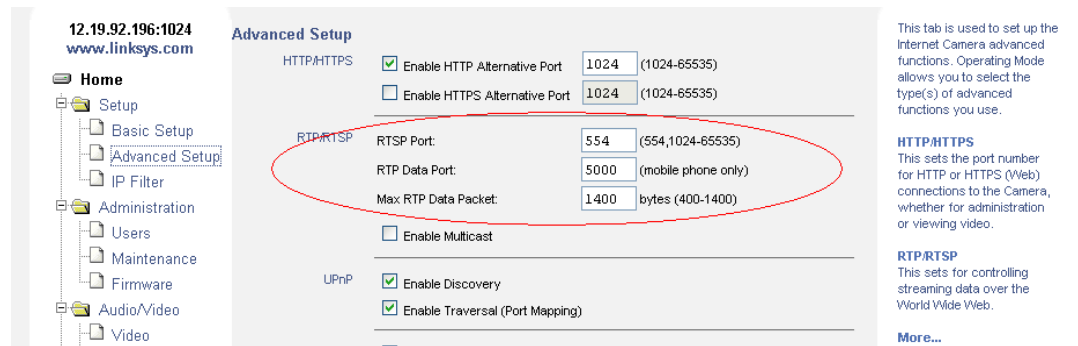 12.19.92.196:1024
www.linksys.com
Home
Setup
Basic Setup
Advanced Setup
IP Filter
Administration
Users
Maintenance
Firmware
Audio/Video
Video
Advanced Setup
HTTP/HTTPS
Enable HTTP Alternative Port 1024 (1024-65535)
Enable HTTPS Alternative Port 1024 (1024-65535)
RTP/RTSP
RTSP Port: 554 (554,1024-65535)
RTP Data Port: 5000 (mobile phone only)
Max RTP Data Packet: 1400 bytes (400-1400)
Enable Multicast
UPnP
Enable Discovery
Enable Traversal (Port Mapping)
This tab is used to set up the
Internet Camera advanced
functions. Operating Mode
allows you to select the
type(s) of advanced
functions you use.
HTTP/HTTPS
This sets the port number
for HTTP or HTTPS (Web)
connections to the Camera,
whether for administration
or viewing video.
RTP/RTSP
This sets for controlling
streaming data over the
World Wide Web.
More...